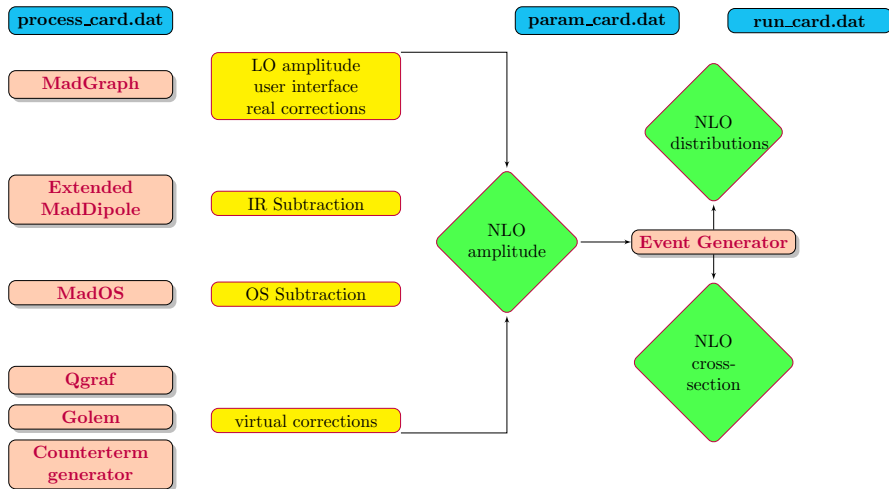 process_card.dat
param_card.dat
run_card.dat
MadGraph
LO amplitude
user interface
real corrections
NLO
distributions
Extended
MadDipole
IR Subtraction
NLO
amplitude
Event Generator
MadOS
OS Subtraction
NLO
cross-
section
Qgraf
Golem
virtual corrections
Counterterm
generator